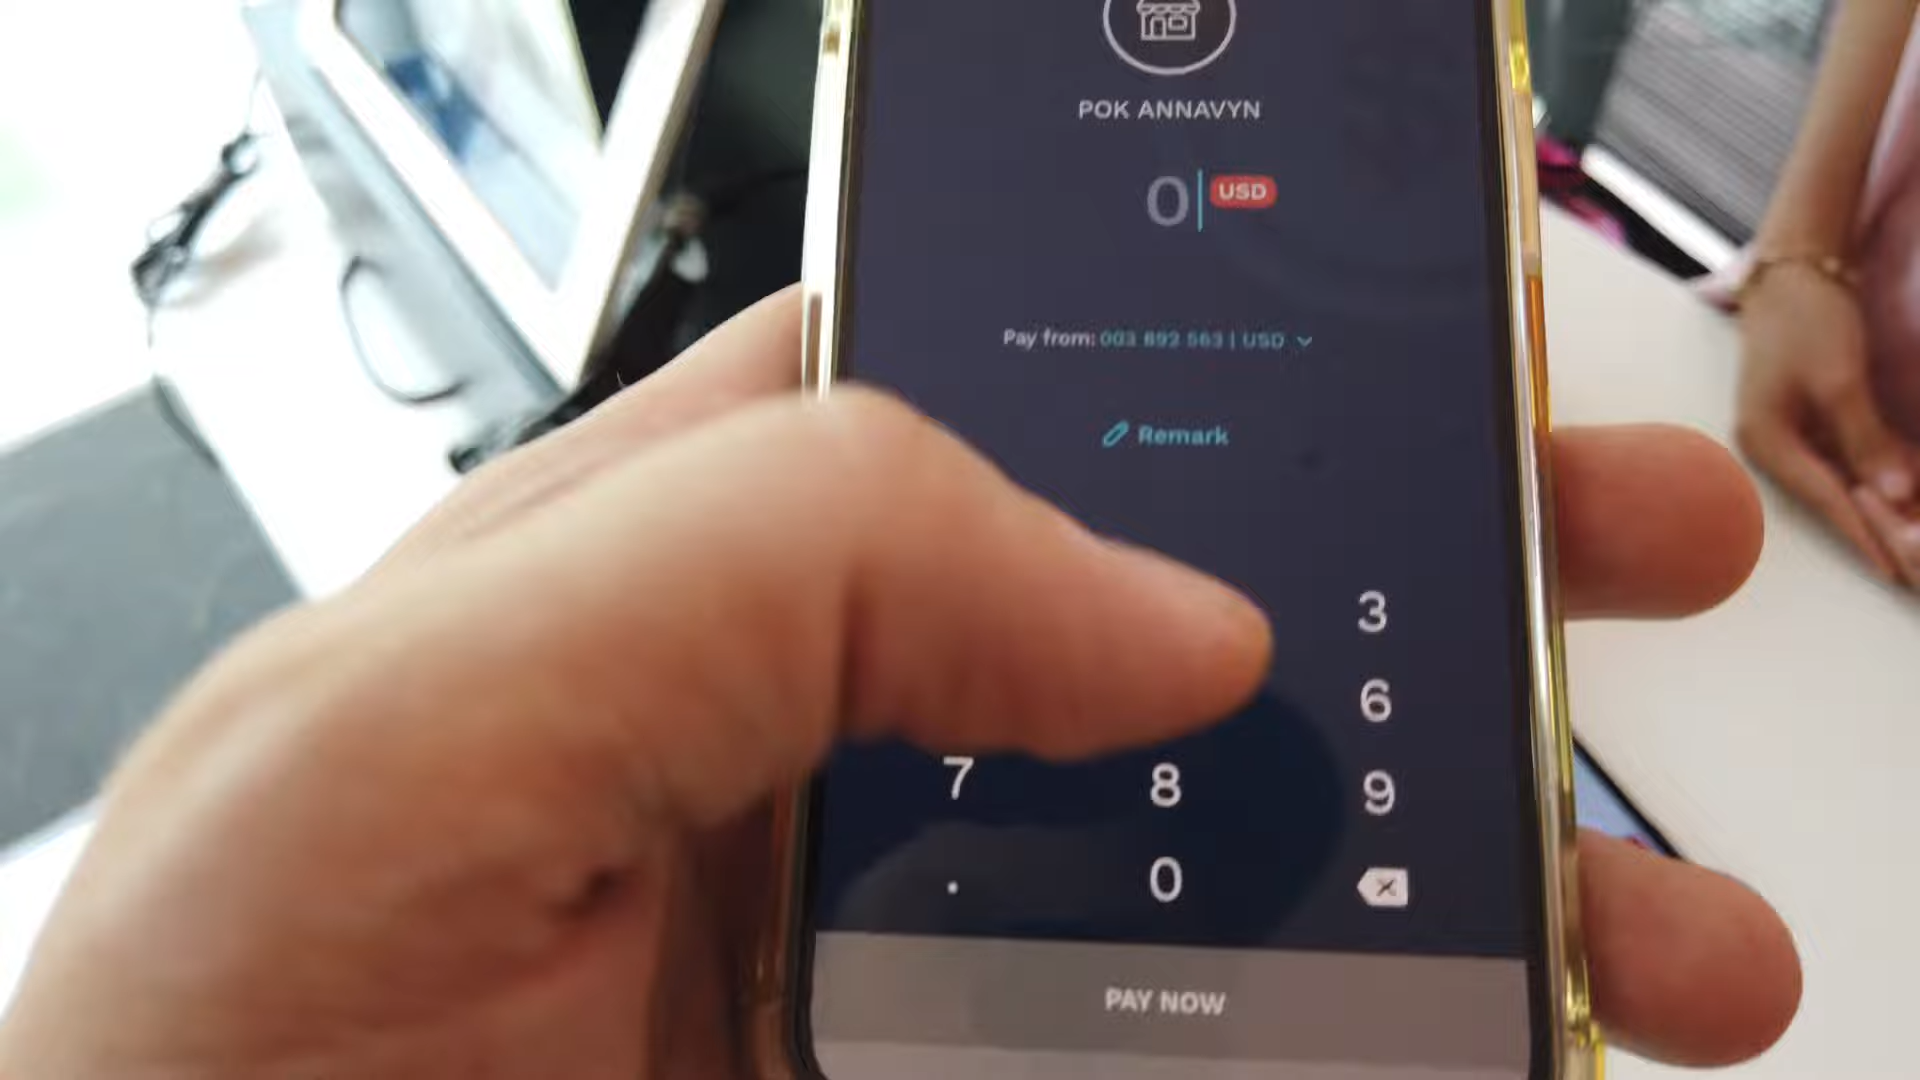 POK ANNAVYN
0 USD
Pay from: 003 892 563 | USD
Remark
3
6
7 8 9
. 0
PAY NOW